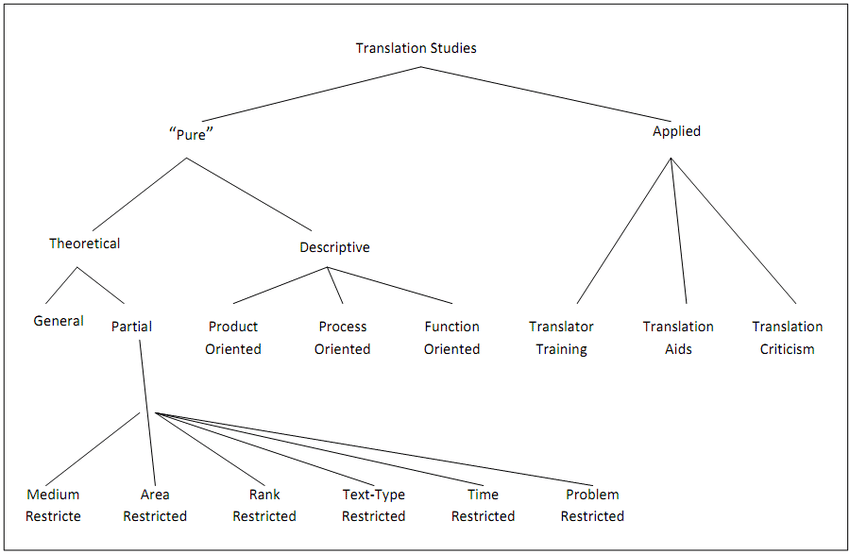 Translation Studies
“Pure”
Applied
Theoretical
Descriptive
General
Partial
Product
Oriented
Process
Oriented
Function
Oriented
Translator
Training
Translation
Aids
Translation
Criticism
Medium
Restricte
Area
Restricted
Rank
Restricted
Text-Type
Restricted
Time
Restricted
Problem
Restricted